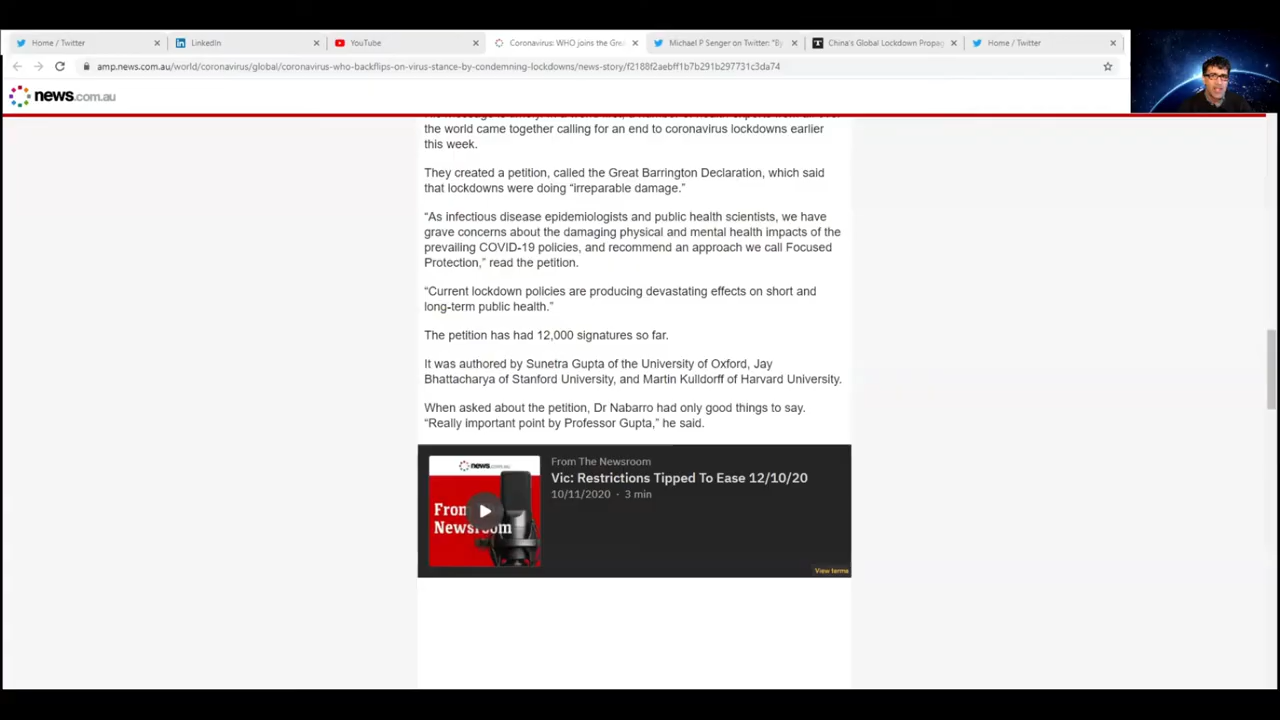 Home / Twitter
LinkedIn
YouTube
Coronavirus: WHO joins the Gre
Michael P Senger on Twitter: "By
China's Global Lockdown Propag
Home / Twitter
amp.news.com.au/world/coronavirus/global/coronavirus-who-backflips-on-virus-stance-by-condemning-lockdowns/news-story/f2188f2aebff1b7b291b297731c3da74
news.com.au
the world came together calling for an end to coronavirus lockdowns earlier
this week.
They created a petition, called the Great Barrington Declaration, which said
that lockdowns were doing “irreparable damage.”
“As infectious disease epidemiologists and public health scientists, we have
grave concerns about the damaging physical and mental health impacts of the
prevailing COVID-19 policies, and recommend an approach we call Focused
Protection,” read the petition.
“Current lockdown policies are producing devastating effects on short and
long-term public health.”
The petition has had 12,000 signatures so far.
It was authored by Sunetra Gupta of the University of Oxford, Jay
Bhattacharya of Stanford University, and Martin Kulldorff of Harvard University.
When asked about the petition, Dr Nabarro had only good things to say.
“Really important point by Professor Gupta,” he said.
news.com.au
From
Newsroom
From The Newsroom
Vic: Restrictions Tipped To Ease 12/10/20
10/11/2020 · 3 min
View terms